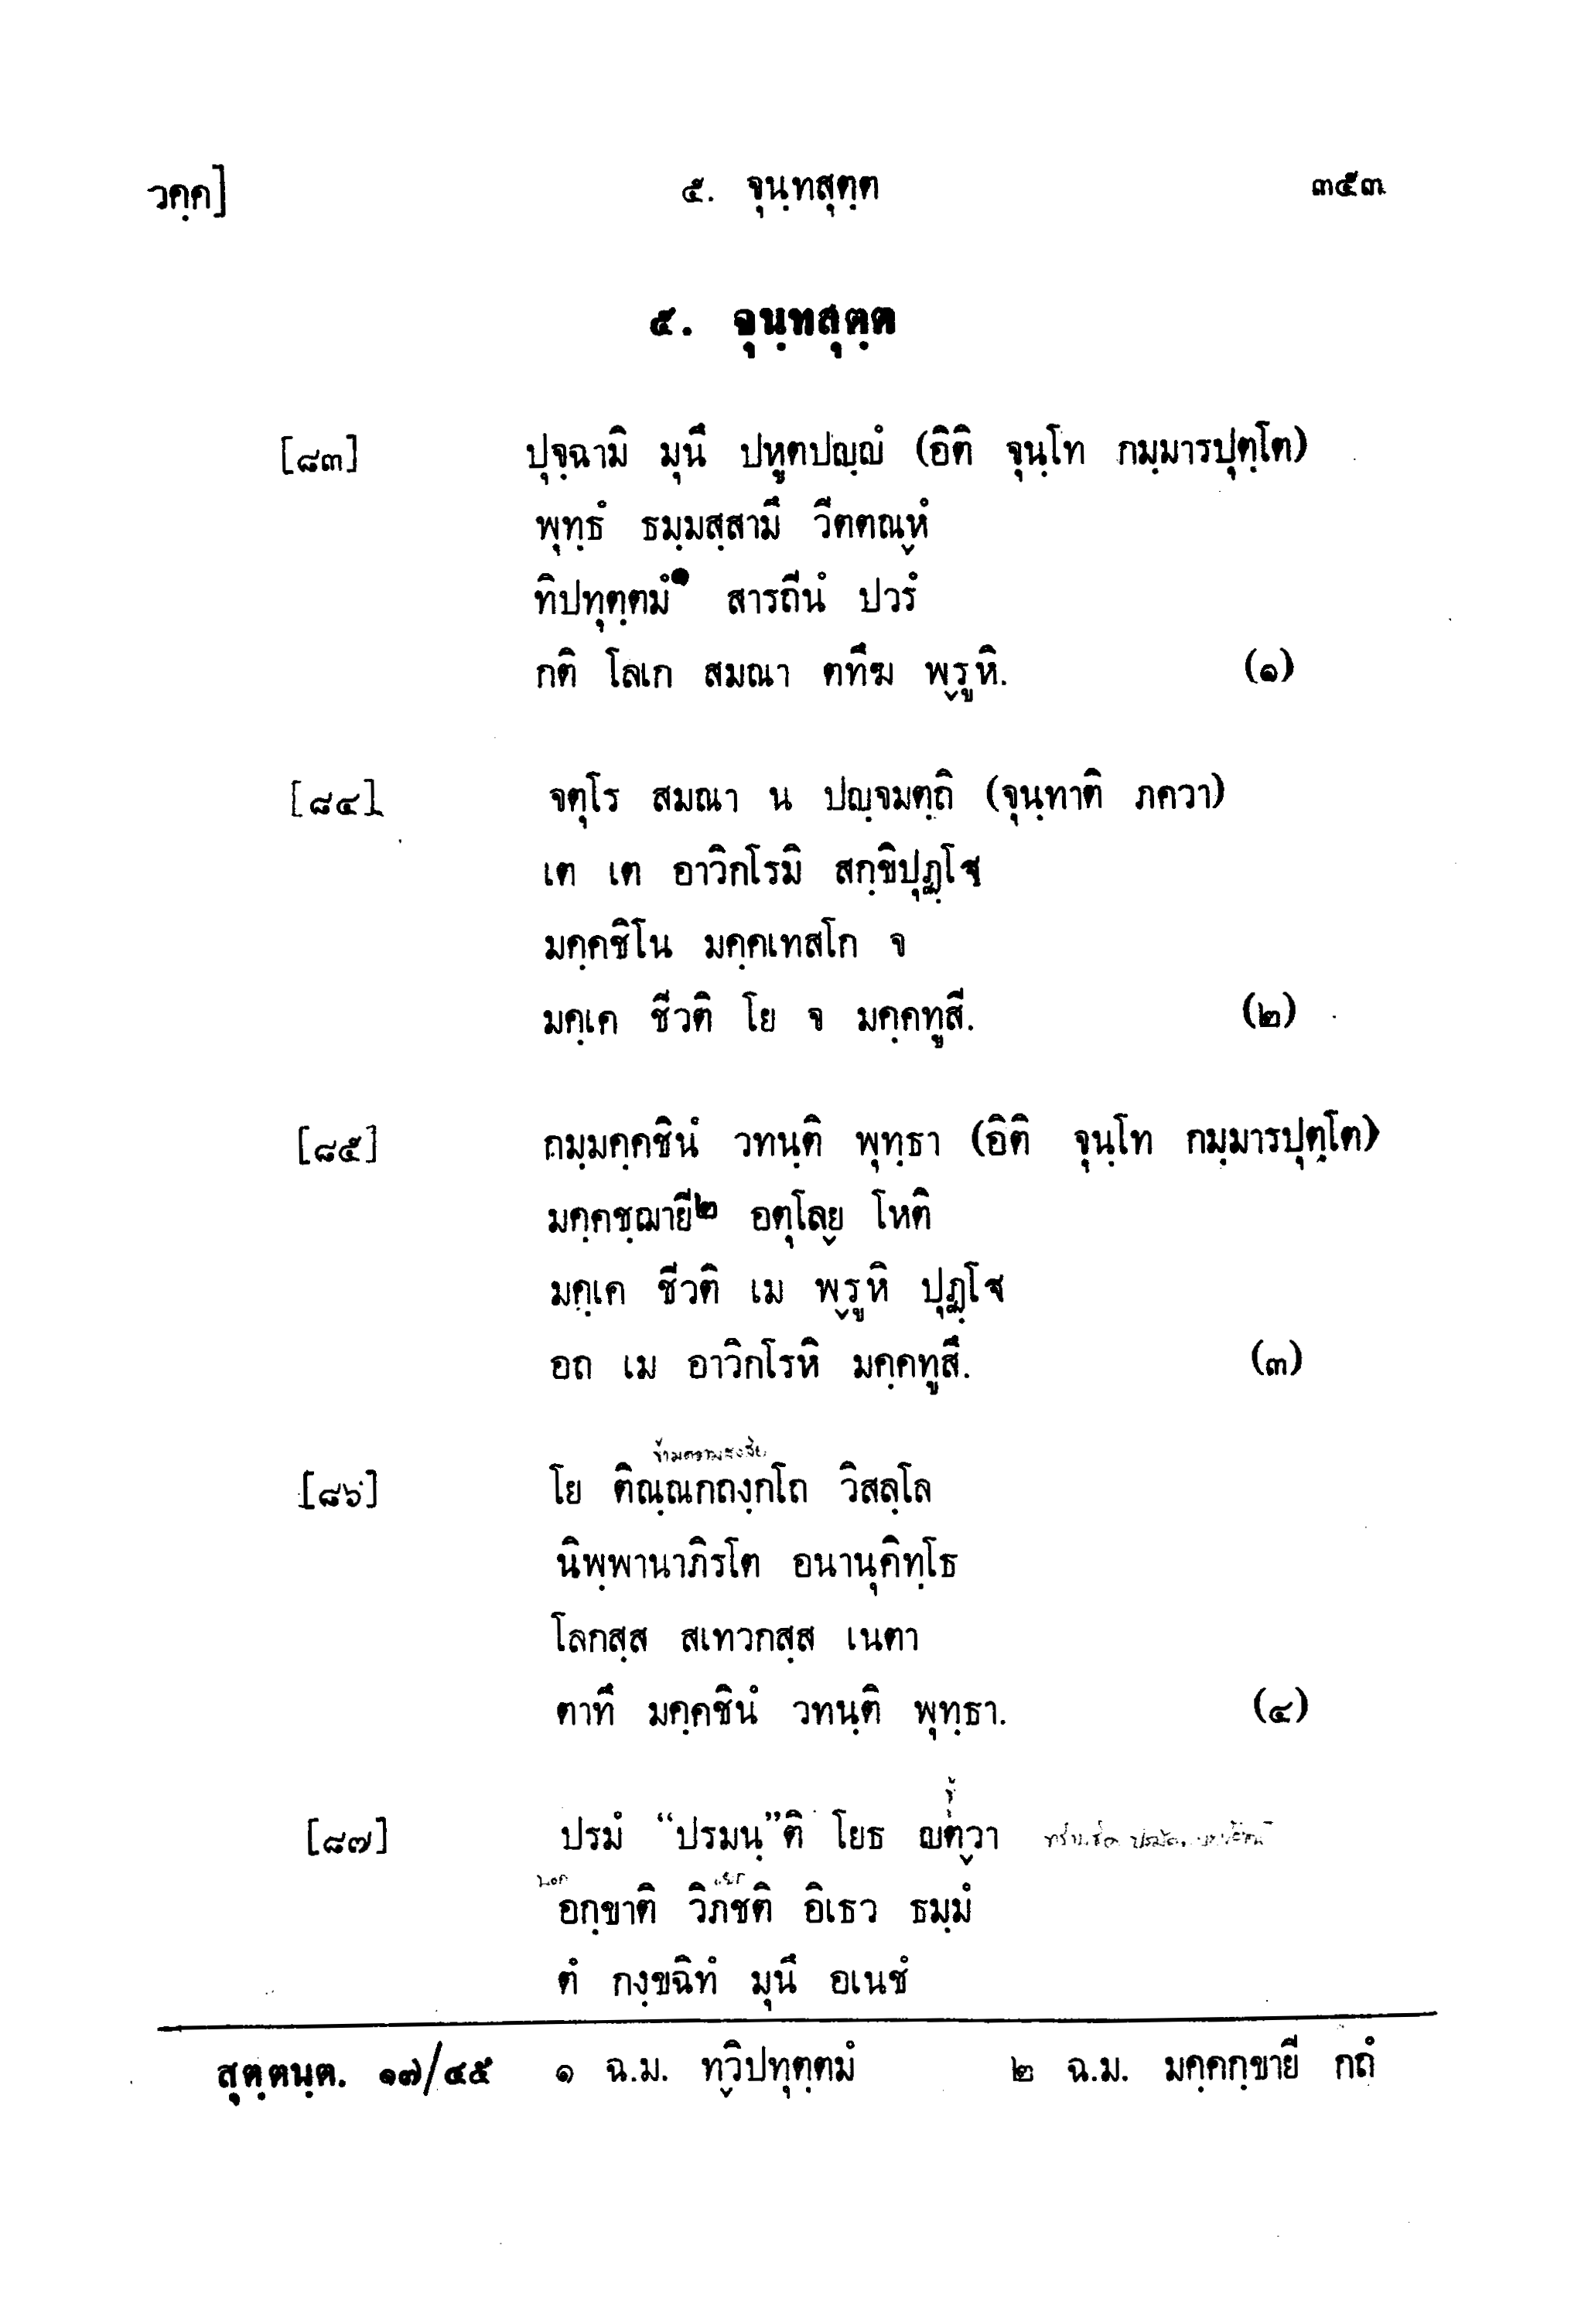 วคฺค] ๕. จุนฺทสุตฺต ๓๕๓
๕. จุนฺทสุตฺต
[๘๓] ปุจฺฉามิ มุนึ ปหูตปญฺญํ (อิติ จุนฺโท กมฺมารปุตฺโต)
พุทฺธํ ธมฺมสฺสามึ วีตตณฺหํ
ทิปทุตฺตมํ๑ สารถีนํ ปวรํ
กติ โลเก สมณา ตทึฆ พฺรูหิ. (๑)
[๘๔] จตุโร สมณา น ปญฺจมตฺถิ (จุนฺทาติ ภควา)
เต เต อาวิกโรมิ สกฺขิปุฏฺโฐ
มคฺคชิโน มคฺคเทสโก จ
มคฺเค ชีวติ โย จ มคฺคทูสี. (๒)
[๘๕] กมฺมคฺคชินํ วทนฺติ พุทฺธา (อิติ จุนฺโท กมฺมารปุตฺโต)
มคฺคชฺฌายี๒ อตุโลฺย โหติ
มคฺเค ชีวติ เม พฺรูหิ ปุฏฺโฐ
อถ เม อาวิกโรหิ มคฺคทูสึ. (๓)
ข้ามความสงสัย
[๘๖] โย ติณฺณกถงฺกโถ วิสลฺโล
นิพฺพานาภิรโต อนานุคิทฺโธ
โลกสฺส สเทวกสฺส เนตา
ตาทึ มคฺคชินํ วทนฺติ พุทฺธา. (๔)
[๘๗] ปรมํ “ปรมนฺ”ติ โยธ ญตฺวา
อกฺขาติ วิภชติ อิเธว ธมฺมํ
ตํ กงฺขฉิทํ มุนึ อเนชํ
สุตฺตนฺต. ๑๗/๔๕ ๑ ฉ.ม. ทฺวิปทุตฺตมํ ๒ ฉ.ม. มคฺคกฺขายี กถํ